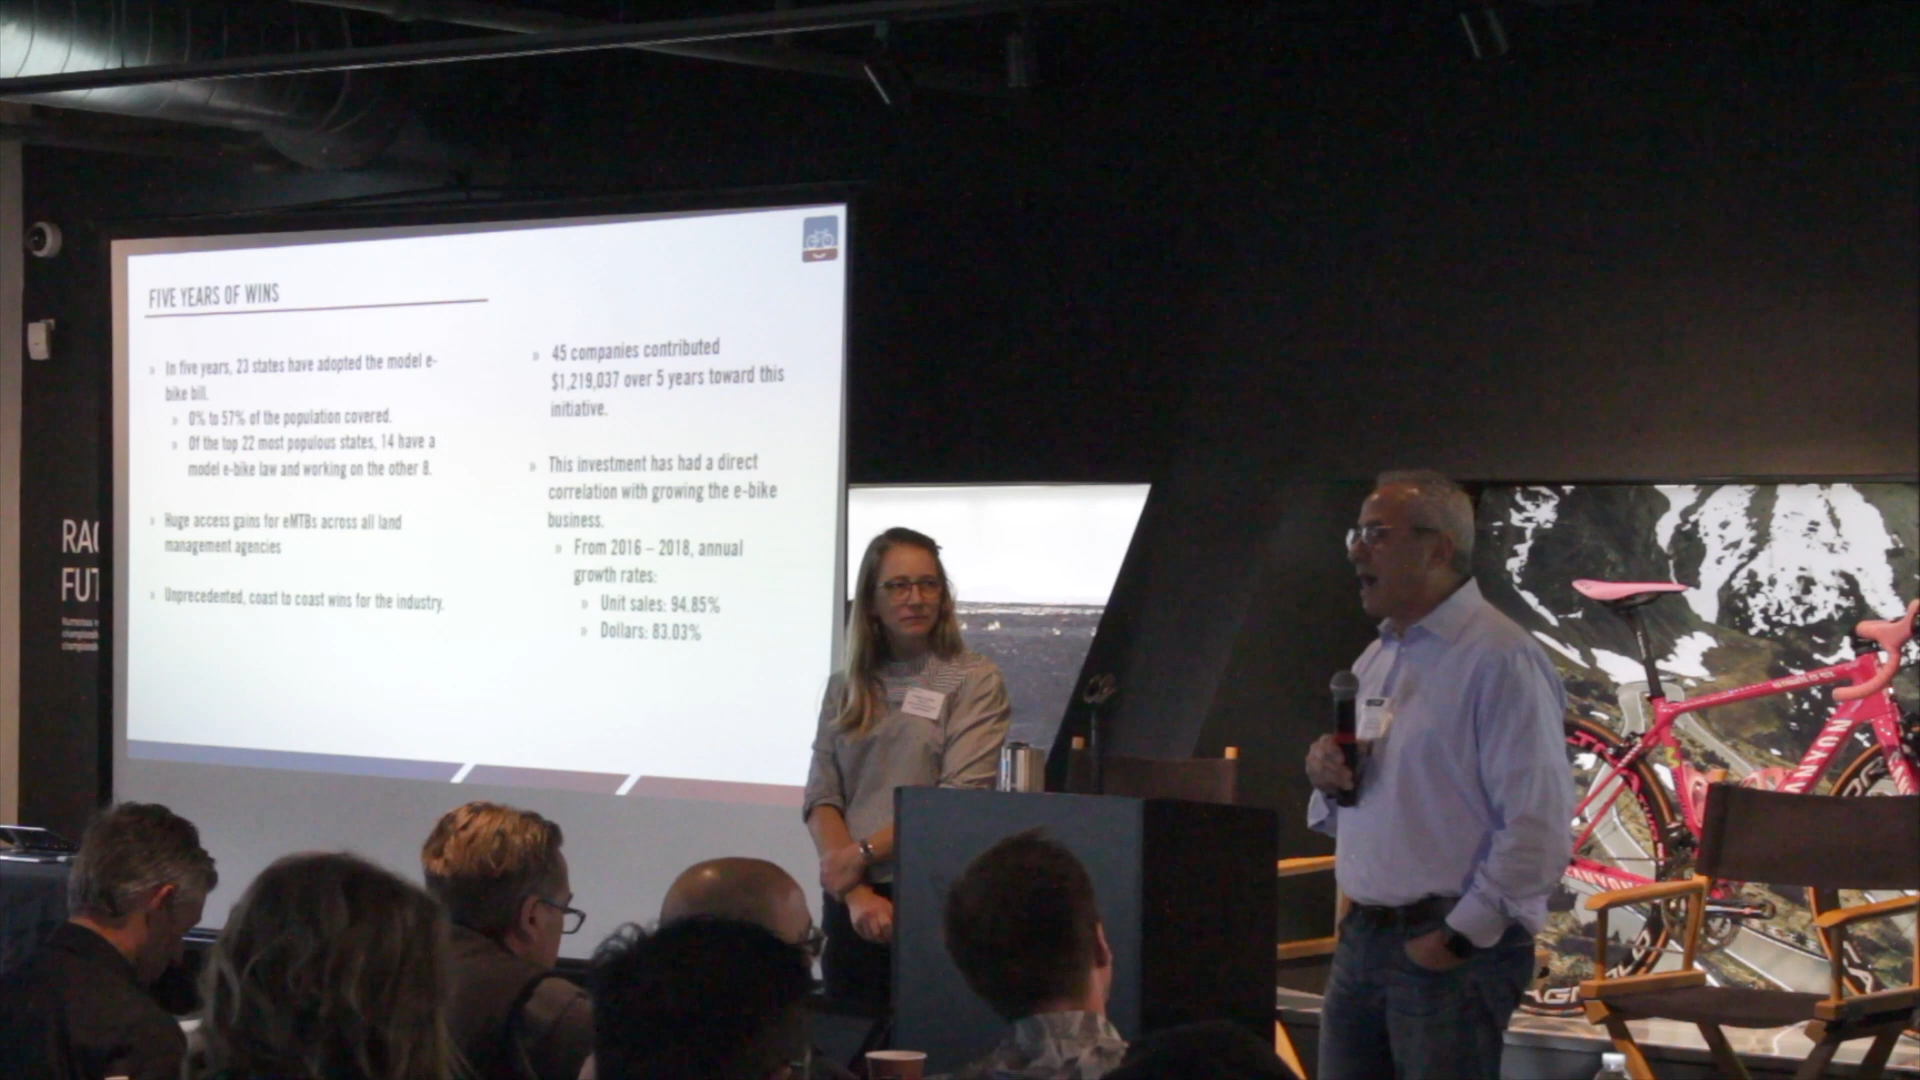 FIVE YEARS OF WINS
» In five years, 23 states have adopted the model e-
bike bill.
» 0% to 57% of the population covered.
» Of the top 22 most populous states, 14 have a
model e-bike law and working on the other 8.
» Huge access gains for eMTBs across all land
management agencies
» Unprecedented, coast to coast wins for the industry.
» 45 companies contributed
$1,219,037 over 5 years toward this
initiative.
» This investment has had a direct
correlation with growing the e-bike
business.
» From 2016 – 2018, annual
growth rates:
» Unit sales: 94.85%
» Dollars: 83.03%
RA
FUT
Numerous
CANYON
CANYON